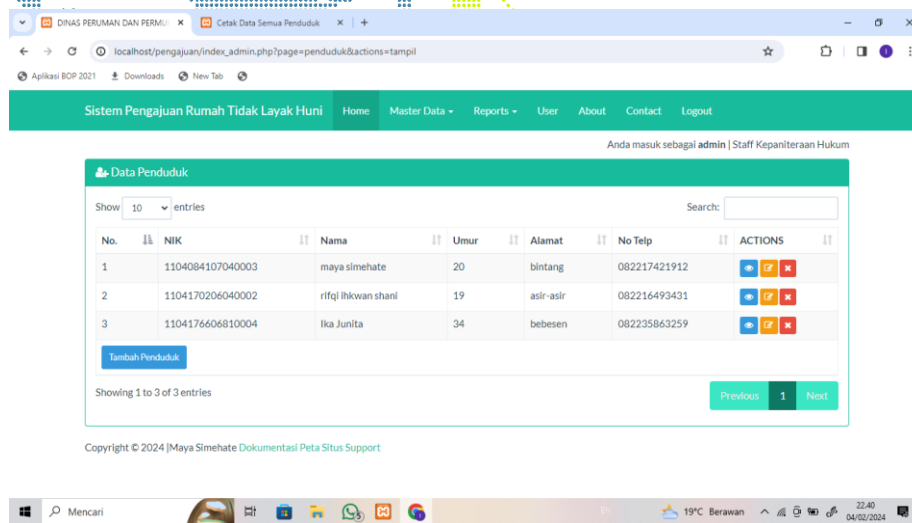 DINAS PERUMAN DAN PERMU
Cetak Data Semua Penduduk
localhost/pengajuan/index_admin.php?page=penduduk&actions=tampil
Aplikasi BOP 2021 Downloads New Tab
Sistem Pengajuan Rumah Tidak Layak Huni Home Master Data Reports User About Contact Logout
Anda masuk sebagai admin | Staff Kepaniteraan Hukum
Data Penduduk
Show 10 entries Search:
No. NIK Nama Umur Alamat No Telp ACTIONS
1 1104084107040003 maya simehate 20 bintang 082217421912
2 1104170206040002 rifqi ihkwan shani 19 asir-asir 082216493431
3 1104176606810004 Ika Junita 34 bebesen 082235863259
Tambah Penduduk
Showing 1 to 3 of 3 entries Previous 1 Next
Copyright © 2024 |Maya Simehate Dokumentasi Peta Situs Support
Mencari 19°C Berawan 22.40
04/02/2024